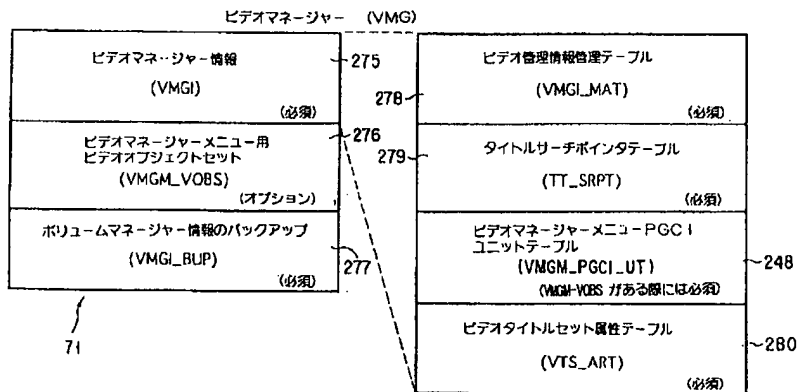 ビデオマネージャー (VMG)
ビデオマネージャー情報
(VMGI)
(必須)
275
ビデオマネージャーメニュー用
ビデオオブジェクトセット
(VMGM_VOBS)
(オプション)
276
ボリュームマネージャー情報のバックアップ
(VMGI_BUP)
(必須)
277
71
ビデオ管理情報管理テーブル
(VMGI_MAT)
(必須)
278
タイトルサーチポインタテーブル
(TT_SRPT)
(必須)
279
ビデオマネージャーメニューPGCI
ユニットテーブル
(VMGM_PGCI_UT)
(VMGM-VOBS がある際には必須)
248
ビデオタイトルセット属性テーブル
(VTS_ART)
(必須)
280